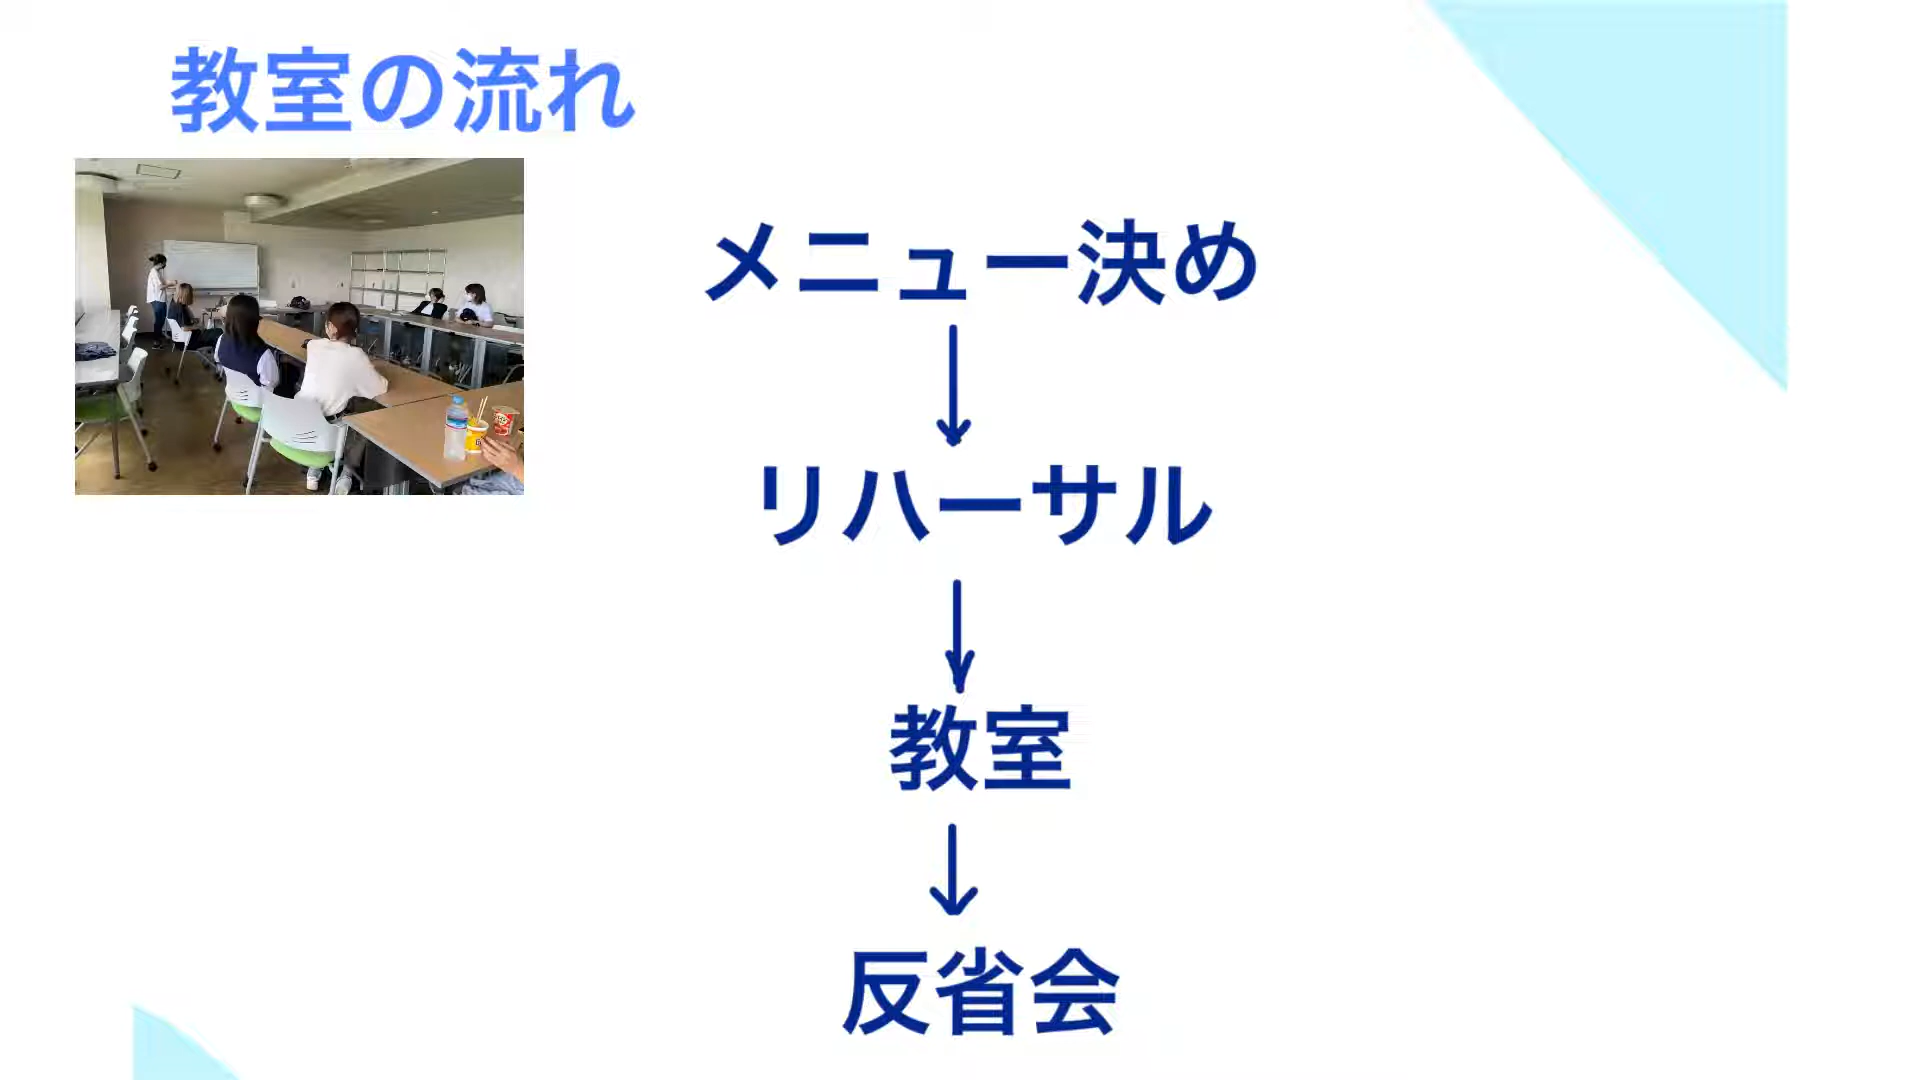 教室の流れ
メニュー決め
リハーサル
教室
反省会